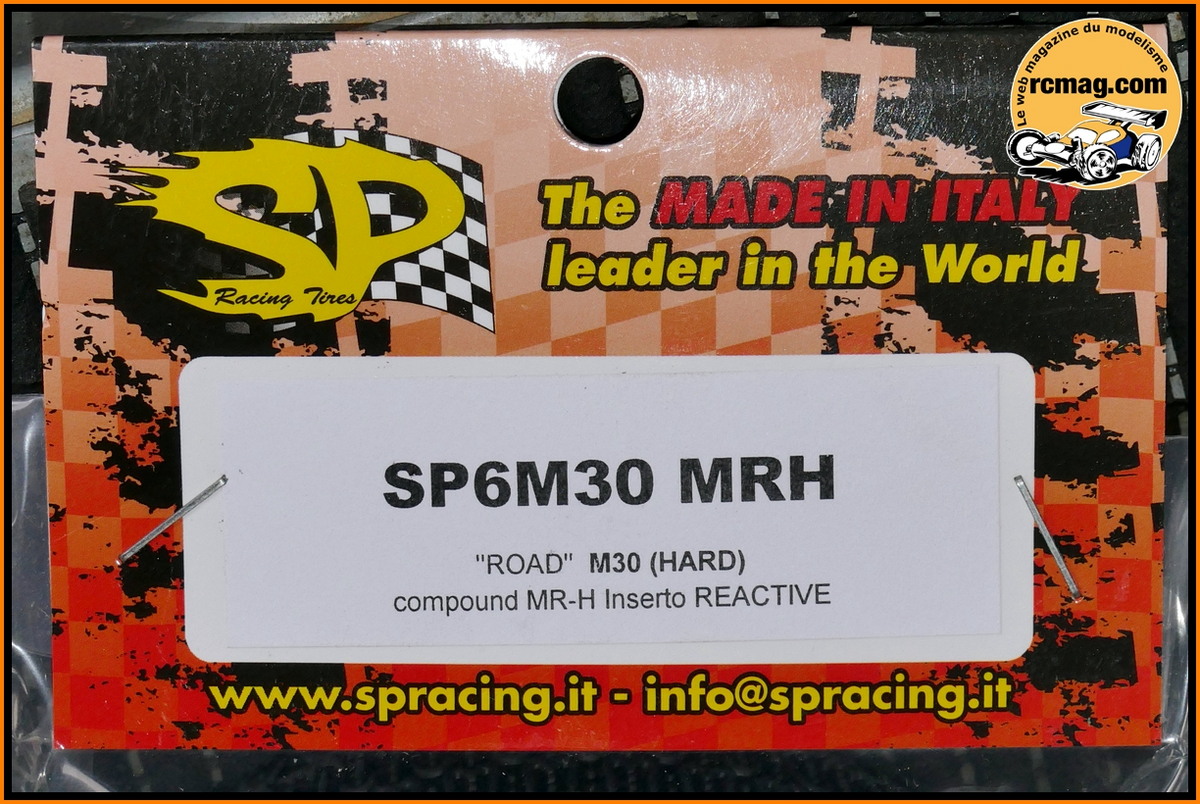 Le web magazine du modelisme
rcmag.com
SP
Racing Tires
The MADE IN ITALY
leader in the World
SP6M30 MRH
"ROAD" M30 (HARD)
compound MR-H Inserto REACTIVE
www.spracing.it - info@spracing.it